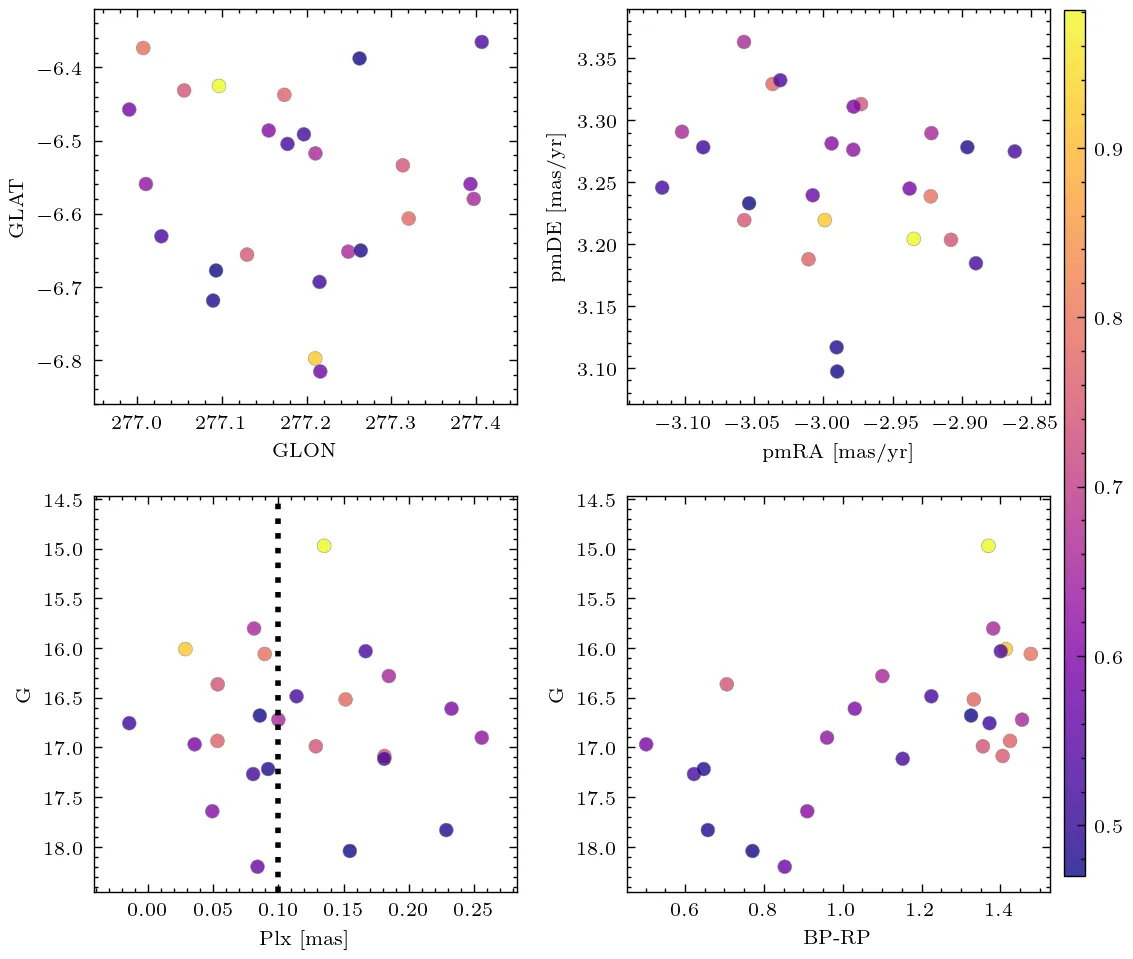 −6.4
−6.5
−6.6
−6.7
−6.8
GLAT
277.0 277.1 277.2 277.3 277.4
GLON
3.35
3.30
3.25
3.20
3.15
3.10
pmDE [mas/yr]
−3.10 −3.05 −3.00 −2.95 −2.90 −2.85
pmRA [mas/yr]
14.5
15.0
15.5
16.0
16.5
17.0
17.5
18.0
G
0.00 0.05 0.10 0.15 0.20 0.25
Plx [mas]
14.5
15.0
15.5
16.0
16.5
17.0
17.5
18.0
G
0.6 0.8 1.0 1.2 1.4
BP-RP
0.9
0.8
0.7
0.6
0.5